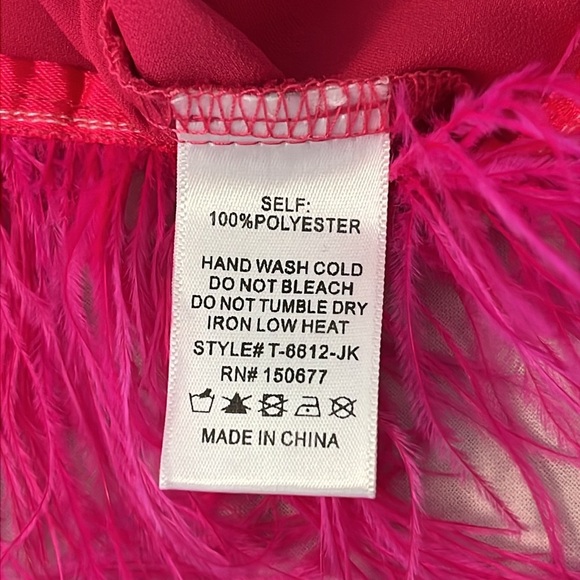 SELF:
100%POLYESTER
HAND WASH COLD
DO NOT BLEACH
DO NOT TUMBLE DRY
IRON LOW HEAT
STYLE# T-6612-JK
RN# 150677
MADE IN CHINA